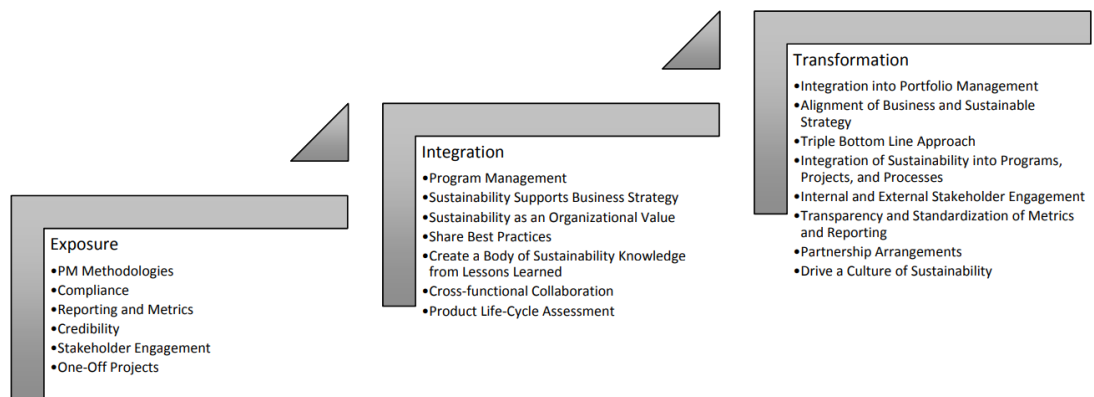 Exposure
•PM Methodologies
•Compliance
•Reporting and Metrics
•Credibility
•Stakeholder Engagement
•One-Off Projects
Integration
•Program Management
•Sustainability Supports Business Strategy
•Sustainability as an Organizational Value
•Share Best Practices
•Create a Body of Sustainability Knowledge
from Lessons Learned
•Cross-functional Collaboration
•Product Life-Cycle Assessment
Transformation
•Integration into Portfolio Management
•Alignment of Business and Sustainable
Strategy
•Triple Bottom Line Approach
•Integration of Sustainability into Programs,
Projects, and Processes
•Internal and External Stakeholder Engagement
•Transparency and Standardization of Metrics
and Reporting
•Partnership Arrangements
•Drive a Culture of Sustainability